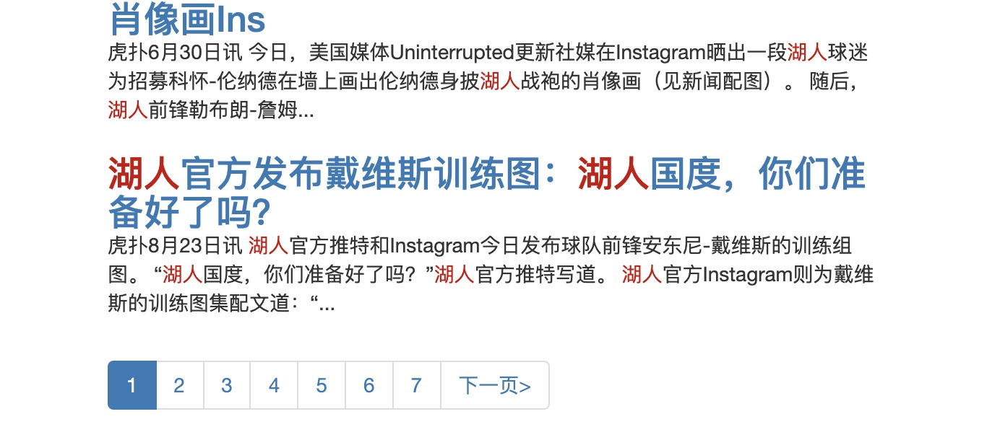 肖像画Ins
虎扑6月30日讯 今日，美国媒体Uninterrupted更新社媒在Instagram晒出一段湖人球迷
为招募科怀-伦纳德在墙上画出伦纳德身披湖人战袍的肖像画（见新闻配图）。 随后，
湖人前锋勒布朗-詹姆...
湖人官方发布戴维斯训练图：湖人国度，你们准
备好了吗？
虎扑8月23日讯 湖人官方推特和Instagram今日发布球队前锋安东尼-戴维斯的训练组
图。 “湖人国度，你们准备好了吗？”湖人官方推特写道。 湖人官方Instagram则为戴维
斯的训练图集配文道：“...
1 2 3 4 5 6 7 下一页>